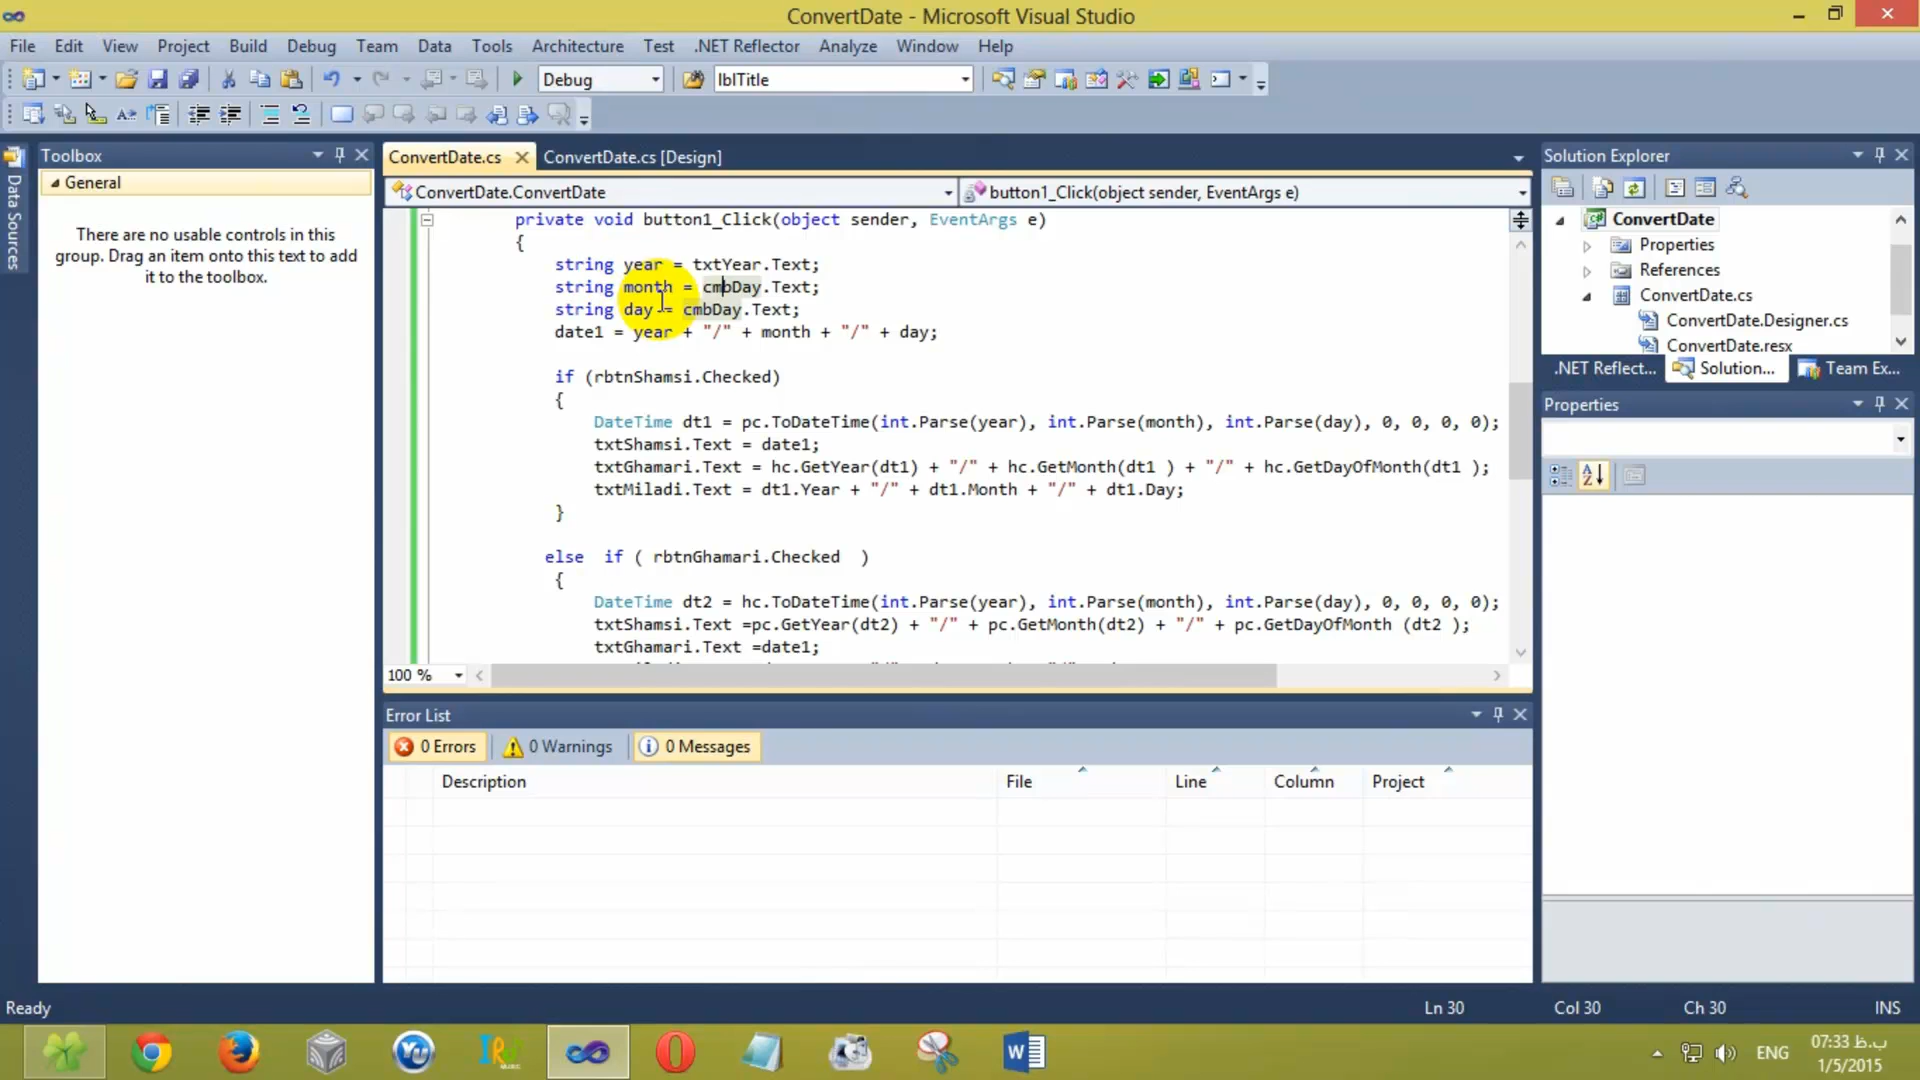 ConvertDate - Microsoft Visual Studio
File Edit View Project Build Debug Team Data Tools Architecture Test .NET Reflector Analyze Window Help
Debug lblTitle
Toolbox
General
There are no usable controls in this
group. Drag an item onto this text to add
it to the toolbox.
Data Sources
ConvertDate.cs ConvertDate.cs [Design]
ConvertDate.ConvertDate button1_Click(object sender, EventArgs e)
private void button1_Click(object sender, EventArgs e)
{
string year = txtYear.Text;
string month = cmbDay.Text;
string day = cmbDay.Text;
date1 = year + "/" + month + "/" + day;
if (rbtnShamsi.Checked)
{
DateTime dt1 = pc.ToDateTime(int.Parse(year), int.Parse(month), int.Parse(day), 0, 0, 0, 0);
txtShamsi.Text = date1;
txtGhamari.Text = hc.GetYear(dt1) + "/" + hc.GetMonth(dt1 ) + "/" + hc.GetDayOfMonth(dt1 );
txtMiladi.Text = dt1.Year + "/" + dt1.Month + "/" + dt1.Day;
}
else if ( rbtnGhamari.Checked )
{
DateTime dt2 = hc.ToDateTime(int.Parse(year), int.Parse(month), int.Parse(day), 0, 0, 0, 0);
txtShamsi.Text =pc.GetYear(dt2) + "/" + pc.GetMonth(dt2) + "/" + pc.GetDayOfMonth (dt2 );
txtGhamari.Text =date1;
100 %
Error List
0 Errors 0 Warnings 0 Messages
Description File Line Column Project
Solution Explorer
ConvertDate
Properties
References
ConvertDate.cs
ConvertDate.Designer.cs
ConvertDate.resx
.NET Reflect... Solution... Team Ex...
Properties
Ready Ln 30 Col 30 Ch 30 INS
ENG
07:33 ب.ظ
1/5/2015